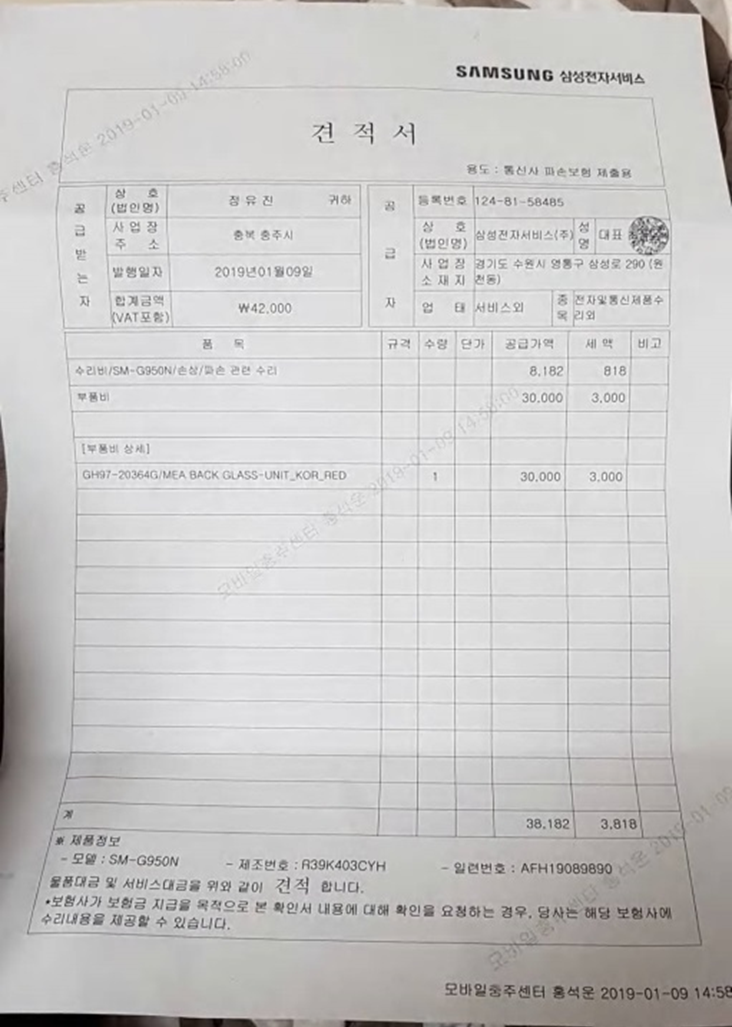 SAMSUNG 삼성전자서비스
견 적 서
용도 : 통신사 파손보험 제출용
공급받는자
상 호 (법인명) 정유진 귀하
사업장 주 소 충북 충주시
발행일자 2019년01월09일
합계금액 (VAT포함) ₩42,000
공급자
등록번호 124-81-58485
상 호 (법인명) 삼성전자서비스(주) 성명 대표
사업장 소재지 경기도 수원시 영통구 삼성로 290 (원천동)
업 태 서비스외 종목 전자및통신제품수리외
품 목 규격 수량 단가 공급가액 세 액 비고
수리비/SM-G950N/손상/파손 관련 수리 8,182 818
부품비 30,000 3,000
[부품비 상세]
GH97-20364G/MEA BACK GLASS-UNIT_KOR_RED 1 30,000 3,000
계 38,182 3,818
※ 제품정보
- 모델 : SM-G950N - 제조번호 : R39K403CYH - 일련번호 : AFH19089890
물품대금 및 서비스대금을 위와 같이 견적 합니다.
•보험사가 보험금 지급을 목적으로 본 확인서 내용에 대해 확인을 요청하는 경우, 당사는 해당 보험사에
수리내용을 제공할 수 있습니다.
모바일충주센터 홍석운 2019-01-09 14:58
주센터 홍석운 2019-01-09 14:58:00
모바일충주센터 홍석운 2019-01-09 14:58:00
모바일충주센터 홍석운 2019-01-09